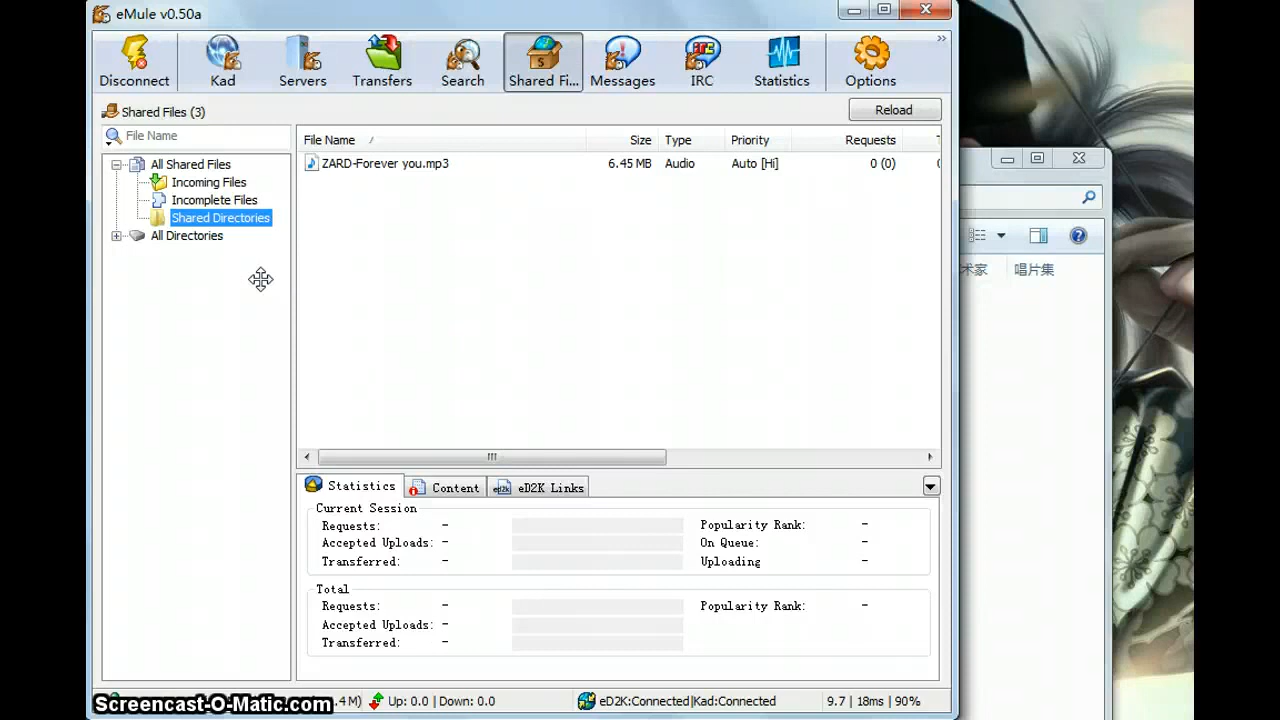 eMule v0.50a
Disconnect Kad Servers Transfers Search Shared Fi... Messages IRC Statistics Options
»
Shared Files (3) Reload
File Name
File Name Size Type Priority Requests
ZARD-Forever you.mp3 6.45 MB Audio Auto [Hi] 0 (0)
All Shared Files
Incoming Files
Incomplete Files
Shared Directories
All Directories
术家 唱片集
Statistics Content eD2K Links
Current Session
Requests: - Popularity Rank: -
Accepted Uploads: - On Queue: -
Transferred: - Uploading -
Total
Requests: - Popularity Rank: -
Accepted Uploads: -
Transferred: -
Screencast-O-Matic.com .4 M) Up: 0.0 | Down: 0.0 eD2K:Connected|Kad:Connected 9.7 | 18ms | 90%